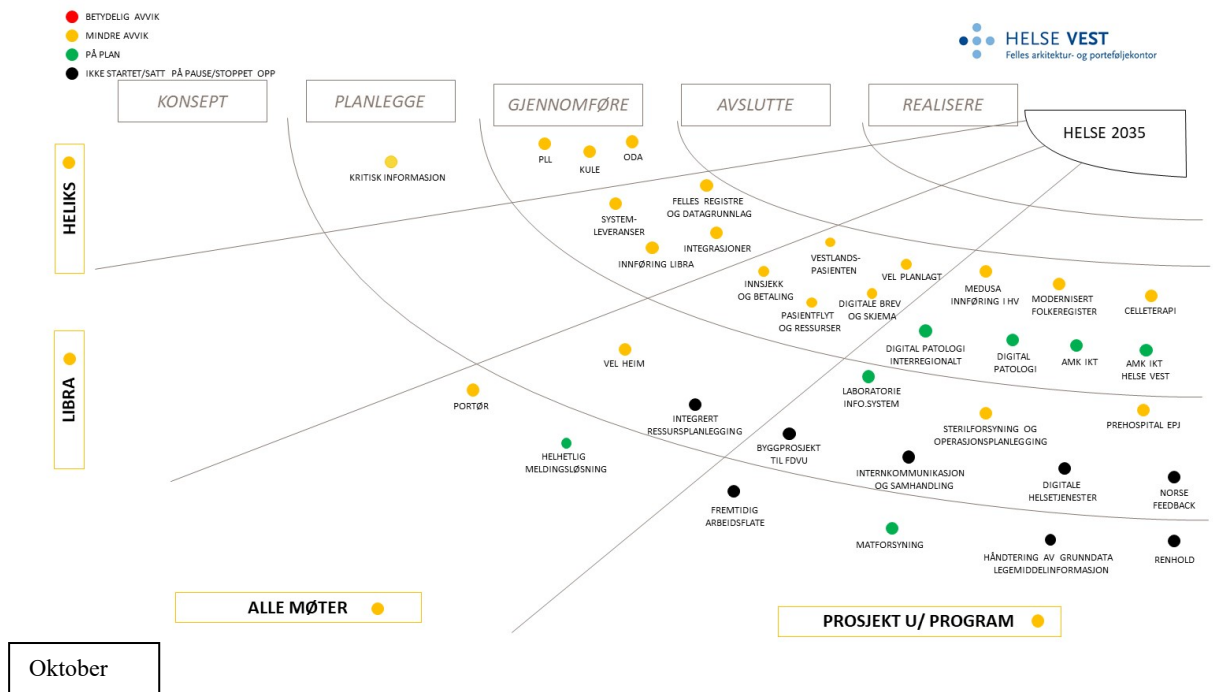 BETYDELIG AVVIK
MINDRE AVVIK
PÅ PLAN
IKKE STARTET/SATT PÅ PAUSE/STOPPET OPP
HELSE VEST
Felles arkitektur- og porteføljekontor
KONSEPT
PLANLEGGE
GJENNOMFØRE
AVSLUTTE
REALISERE
HELSE 2035
HELIKS
KRITISK INFORMASJON
PLL
KULE
ODA
SYSTEM-
LEVERANSER
FELLES REGISTRE
OG DATAGRUNNLAG
INNFØRING LIBRA
INTEGRASJONER
VESTLANDS-
PASIENTEN
VEL PLANLAGT
INNSJEKK
OG BETALING
PASIENTFLYT
OG RESSURSER
DIGITALE BREV
OG SKJEMA
MEDUSA
INNFØRING I HV
MODERNISERT
FOLKEREGISTER
CELLETERAPI
LIBRA
VEL HEIM
DIGITAL PATOLOGI
INTERREGIONALT
DIGITAL
PATOLOGI
AMK IKT
AMK IKT
HELSE VEST
PORTØR
LABORATORIE
INFO.SYSTEM
INTEGRERT
RESSURSPLANLEGGING
STERILFORSYNING OG
OPERASJONSPLANLEGGING
PREHOSPITAL EPJ
HELHETLIG
MELDINGSLØSNING
BYGGPROSJEKT
TIL FDVU
INTERNKOMMUNIKASJON
OG SAMHANDLING
DIGITALE
HELSETJENESTER
NORSE
FEEDBACK
FREMTIDIG
ARBEIDSFLATE
MATFORSYNING
HÅNDTERING AV GRUNNDATA
LEGEMIDDELINFORMASJON
RENHOLD
ALLE MØTER
PROSJEKT U/ PROGRAM
Oktober